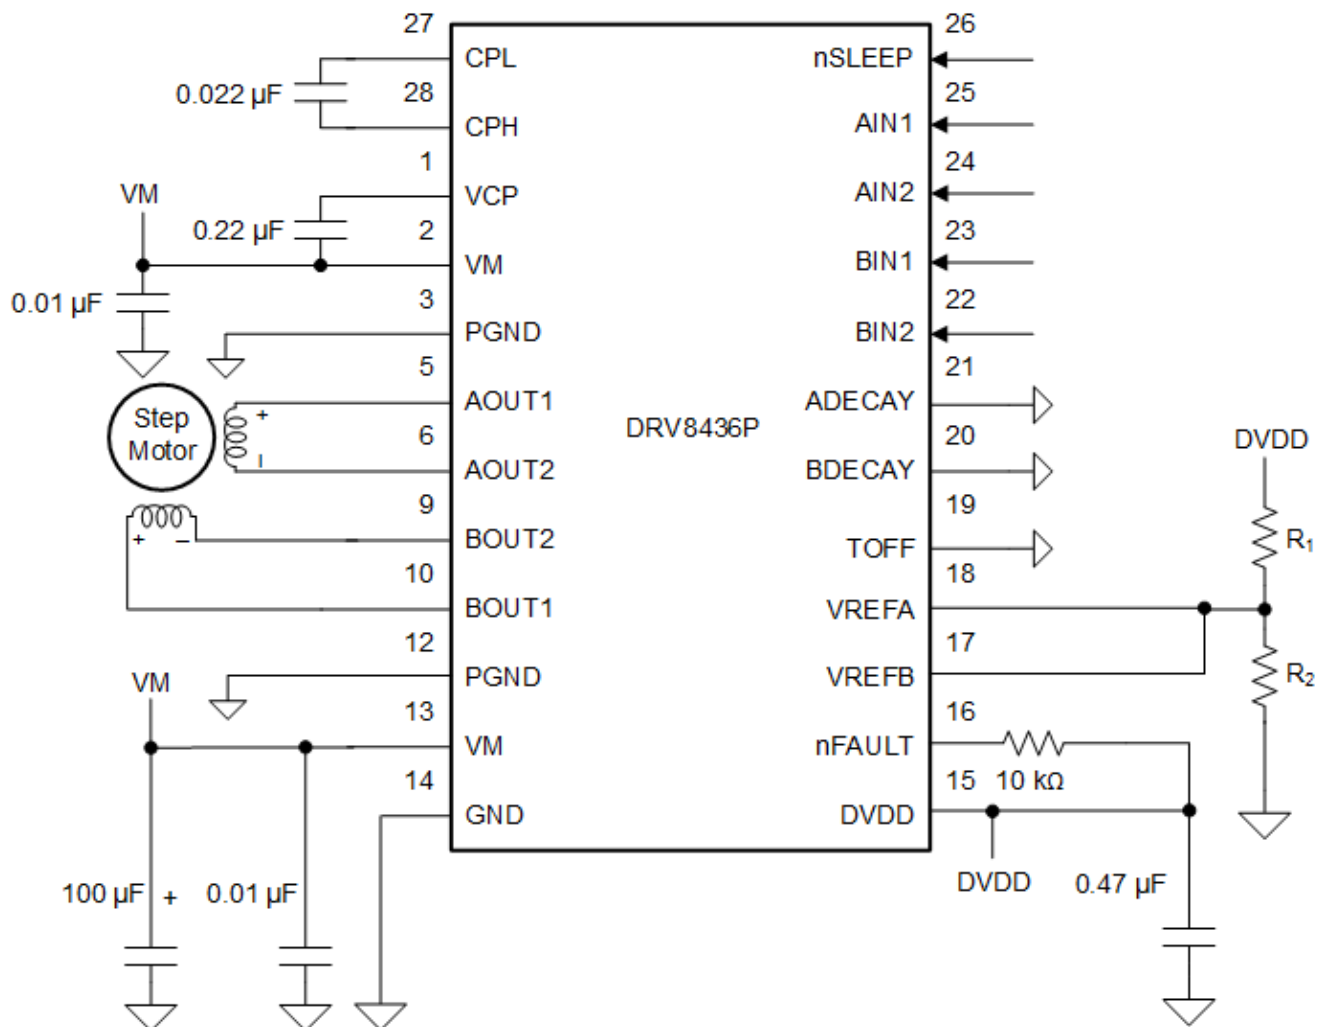 27
CPL
0.022 µF
28
CPH
1
VM
VCP
0.22 µF
2
VM
0.01 µF
3
PGND
5
AOUT1
+
Step
Motor
6
–
AOUT2
9
+ –
BOUT2
10
BOUT1
12
VM
PGND
13
VM
14
GND
100 µF +
0.01 µF
DRV8436P
26
nSLEEP
25
AIN1
24
AIN2
23
BIN1
22
BIN2
21
ADECAY
20
BDECAY
19
TOFF
18
VREFA
17
VREFB
16
nFAULT
10 kΩ
15
DVDD
DVDD
0.47 µF
DVDD
R1
R2